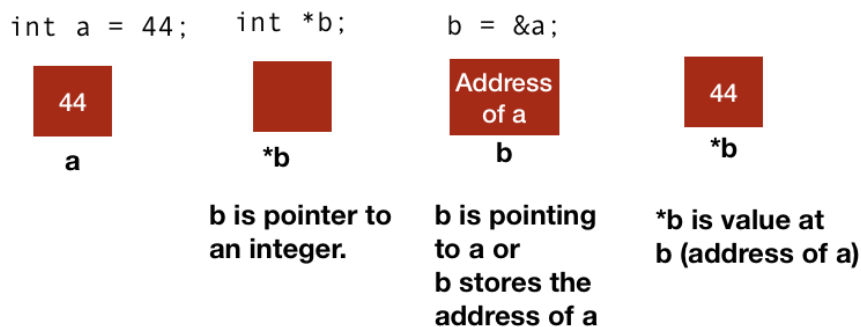 int a = 44;
int *b;
b = &a;
44
Address
of a
44
a
*b
b
*b
b is pointer to
an integer.
b is pointing
to a or
b stores the
address of a
*b is value at
b (address of a)